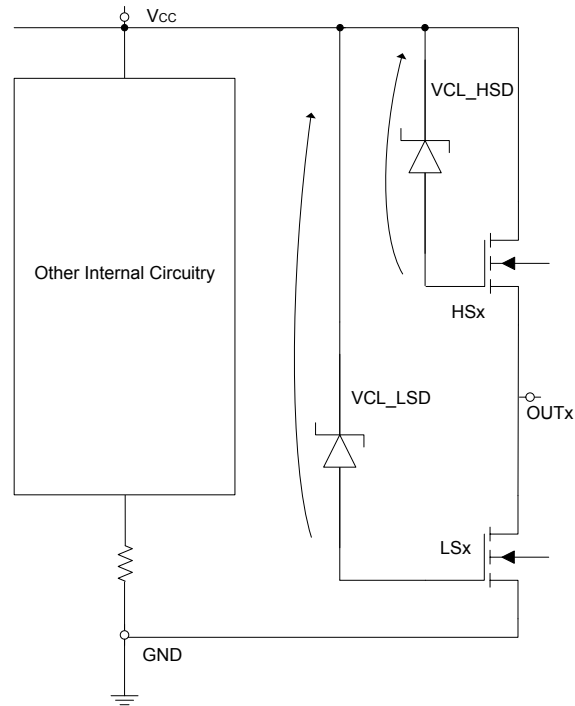 Vcc
VCL_HSD
Other Internal Circuitry
HSx
VCL_LSD
OUTx
LSx
GND